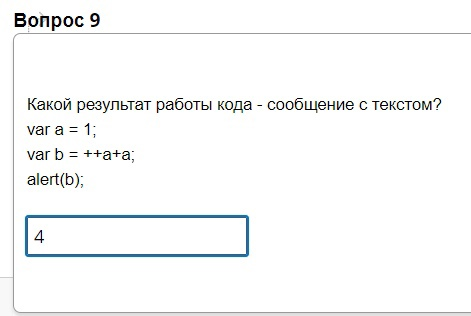 Вопрос 9
Какой результат работы кода - сообщение с текстом?
var a = 1;
var b = ++a+a;
alert(b);
4